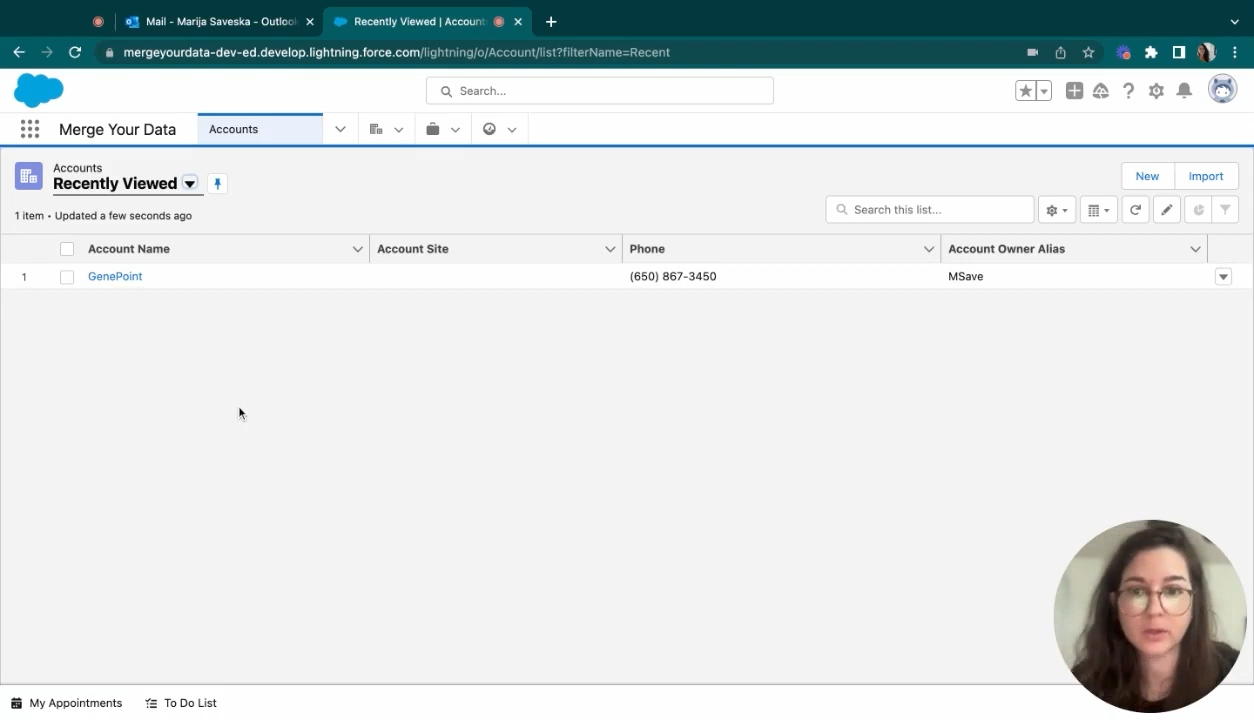 Mail - Marija Saveska - Outlook
Recently Viewed | Accounts
mergeyourdata-dev-ed.develop.lightning.force.com/lightning/o/Account/list?filterName=Recent
Search...
Merge Your Data
Accounts
Accounts
Recently Viewed
New
Import
1 item • Updated a few seconds ago
Search this list...
Account Name
Account Site
Phone
Account Owner Alias
1
GenePoint
(650) 867-3450
MSave
My Appointments
To Do List